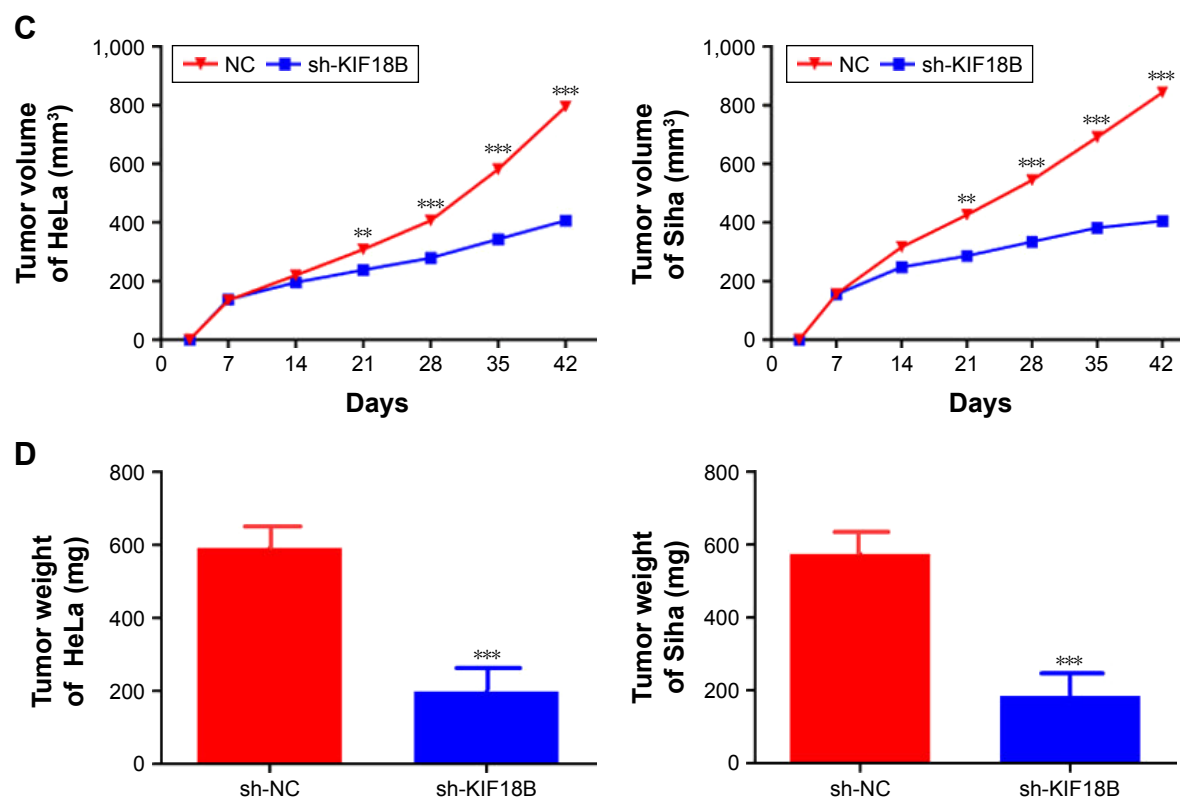 C
1,000
800
600
400
200
0
Tumor volume
of HeLa (mm³)
NC sh-KIF18B
** *** *** ***
0 7 14 21 28 35 42
Days
1,000
800
600
400
200
0
Tumor volume
of Siha (mm³)
NC sh-KIF18B
** *** *** ***
0 7 14 21 28 35 42
Days
D
800
600
400
200
0
Tumor weight
of HeLa (mg)
***
sh-NC sh-KIF18B
800
600
400
200
0
Tumor weight
of Siha (mg)
***
sh-NC sh-KIF18B